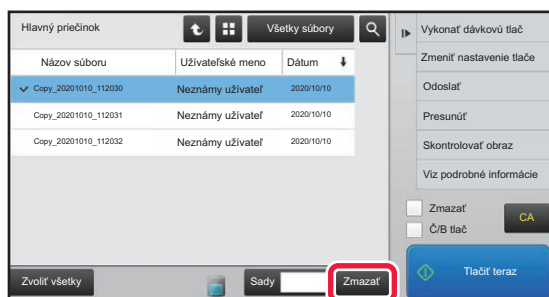 Hlavný priečinok
Všetky súbory
Názov súboru
Užívateľské meno
Dátum
Copy_20201010_112030
Neznámy užívateľ
2020/10/10
Copy_20201010_112031
Neznámy užívateľ
2020/10/10
Copy_20201010_112032
Neznámy užívateľ
2020/10/10
Zvoliť všetky
Sady
Zmazať
Vykonať dávkovú tlač
Zmeniť nastavenie tlače
Odoslať
Presunúť
Skontrolovať obraz
Viz podrobné informácie
Zmazať
Č/B tlač
CA
Tlačiť teraz